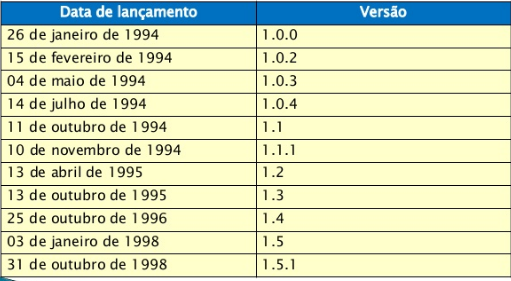 Data de lançamento Versão
26 de janeiro de 1994 1.0.0
15 de fevereiro de 1994 1.0.2
04 de maio de 1994 1.0.3
14 de julho de 1994 1.0.4
11 de outubro de 1994 1.1
10 de novembro de 1994 1.1.1
13 de abril de 1995 1.2
13 de outubro de 1995 1.3
25 de outubro de 1996 1.4
03 de janeiro de 1998 1.5
31 de outubro de 1998 1.5.1